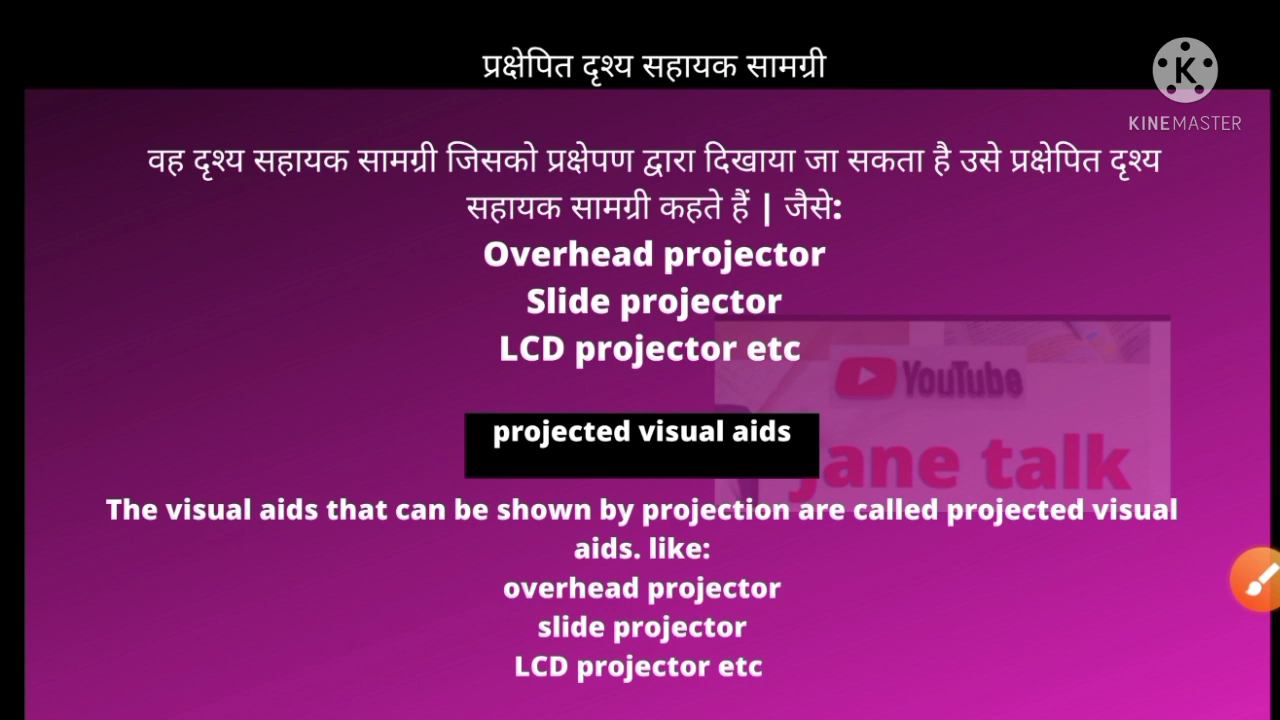 प्रक्षेपित दृश्य सहायक सामग्री
KINEMASTER
वह दृश्य सहायक सामग्री जिसको प्रक्षेपण द्वारा दिखाया जा सकता है उसे प्रक्षेपित दृश्य
सहायक सामग्री कहते हैं | जैसे:
Overhead projector
Slide projector
LCD projector etc
YouTube
projected visual aids
jane talk
The visual aids that can be shown by projection are called projected visual
aids. like:
overhead projector
slide projector
LCD projector etc